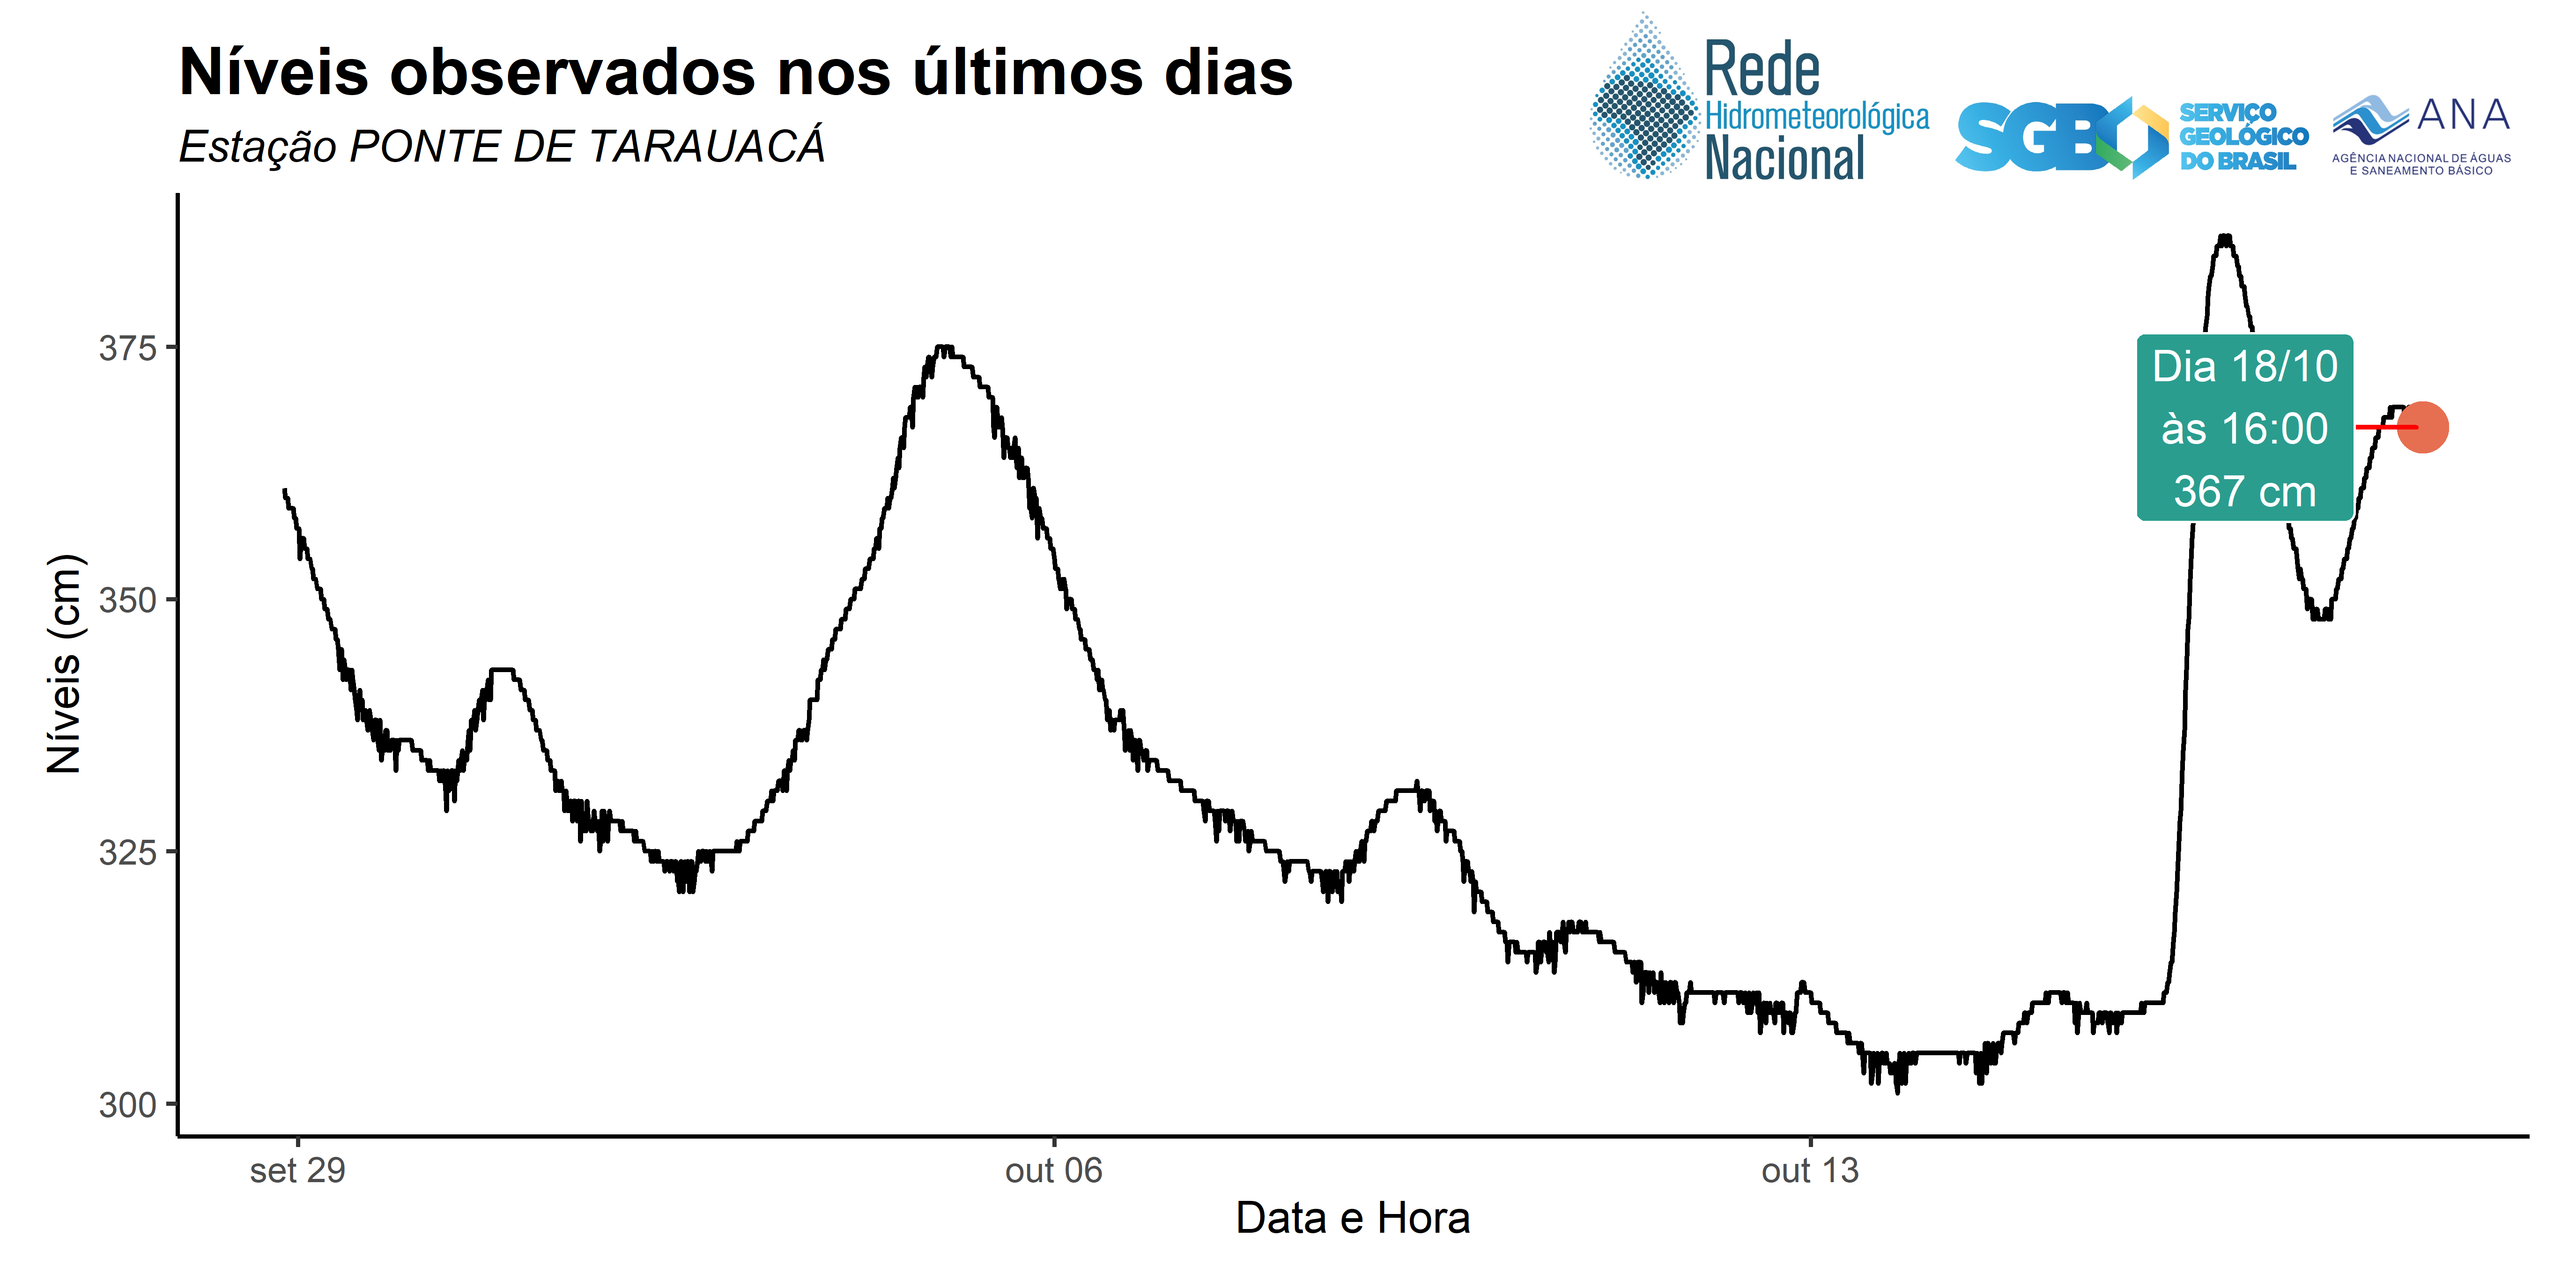 Níveis observados nos últimos dias
Estação PONTE DE TARAUACÁ
Rede
Hidrometeorológica
Nacional
SGB
SERVIÇO
GEOLÓGICO
DO BRASIL
ANA
AGÊNCIA NACIONAL DE ÁGUAS
E SANEAMENTO BÁSICO
375
350
325
300
Níveis (cm)
Dia 18/10
às 16:00
367 cm
set 29
out 06
out 13
Data e Hora